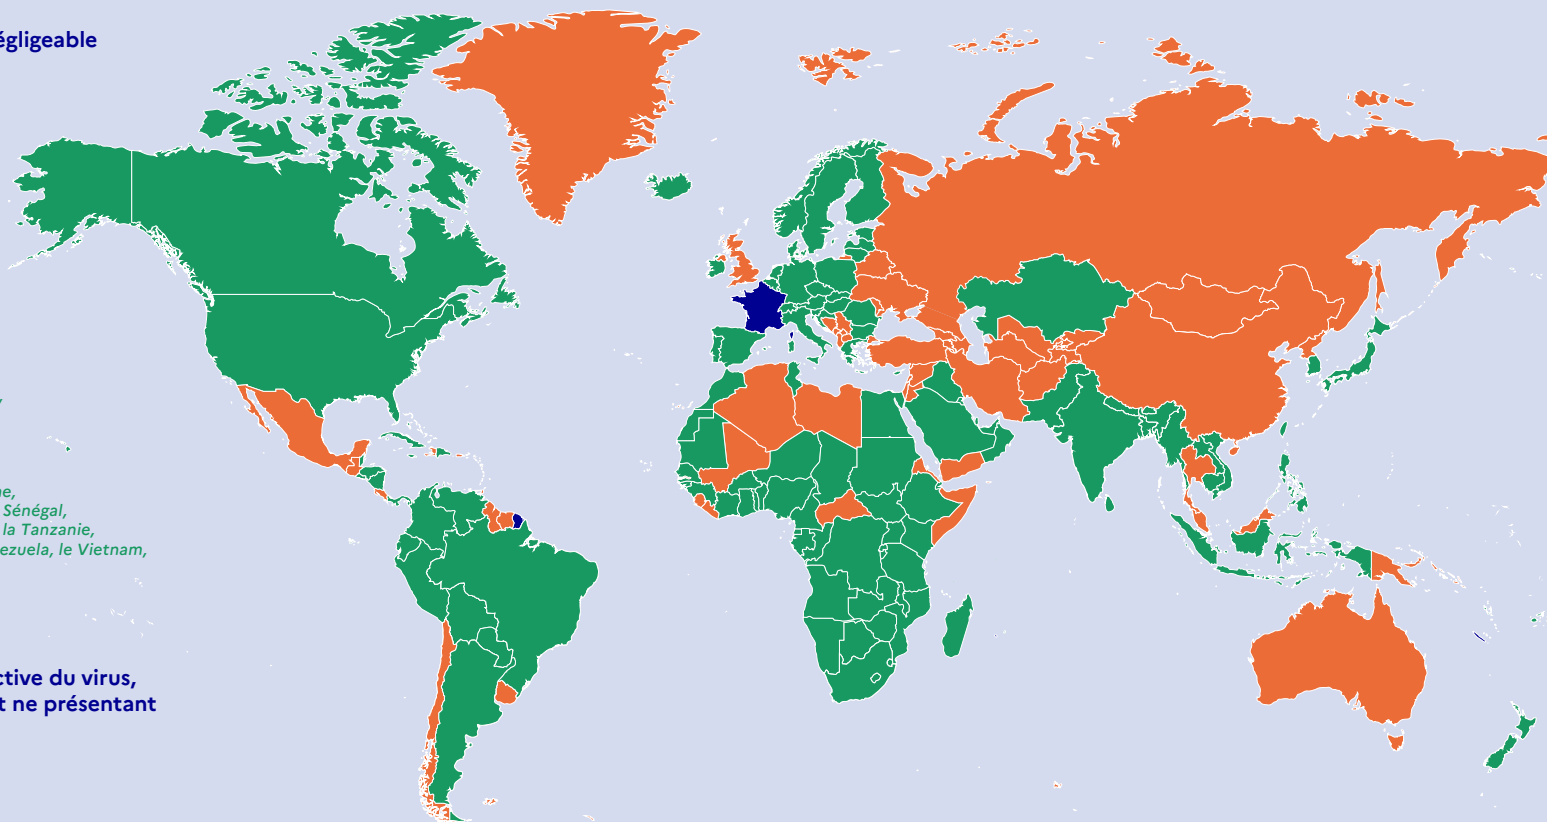 égligeable
ne,
Sénégal,
la Tanzanie,
ezuela, le Vietnam,
ctive du virus,
t ne présentant